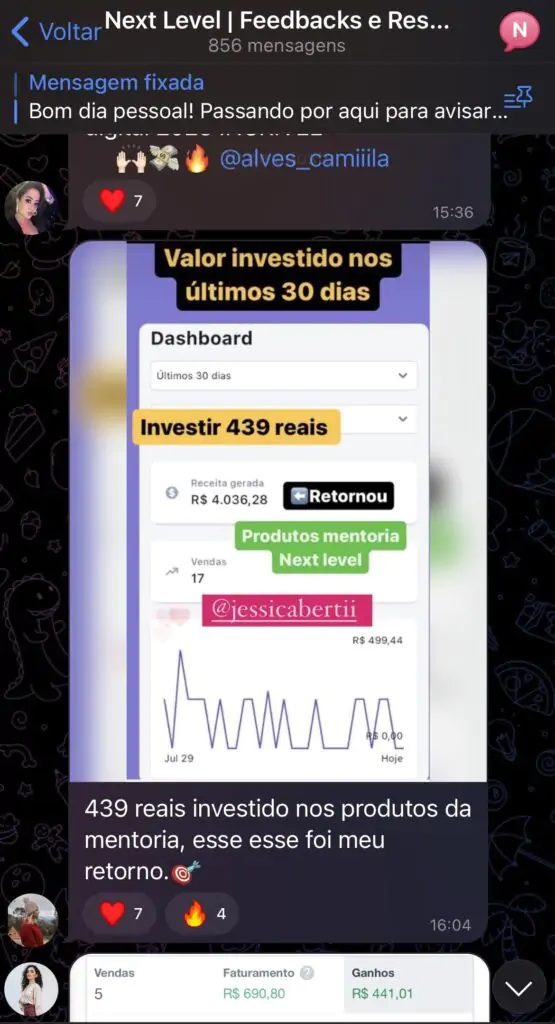 Voltar
Next Level | Feedbacks e Res...
856 mensagens
N
Mensagem fixada
Bom dia pessoal! Passando por aqui para avisar...
@alves_camiiila
7
15:36
Valor investido nos
últimos 30 dias
Dashboard
Últimos 30 dias
Investir 439 reais
Receita gerada
R$ 4.036,28
Retornou
Produtos mentoria
Next level
Vendas
17
@jessicabertii
R$ 499,44
R$ 0,00
Jul 29
Hoje
439 reais investido nos produtos da
mentoria, esse esse foi meu
retorno.🎯
7
4
16:04
Vendas
Faturamento
Ganhos
5
R$ 690,80
R$ 441,01